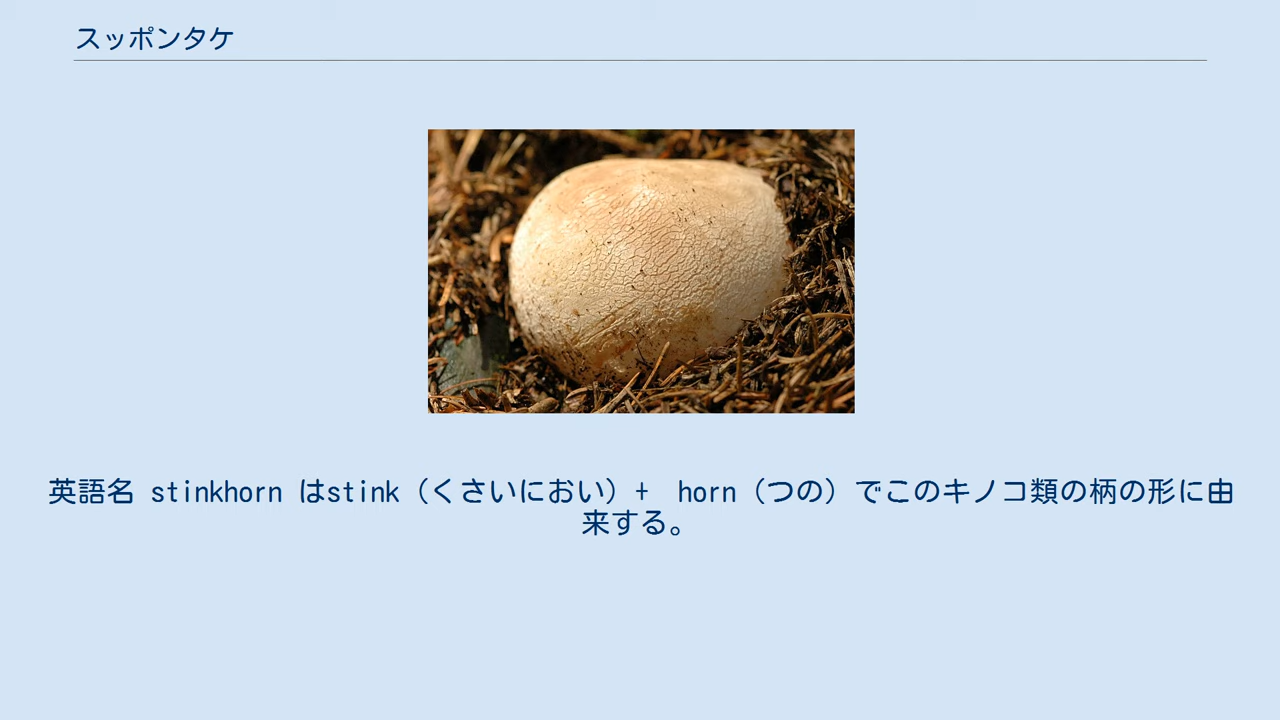 スッポンタケ
英語名 stinkhorn はstink（くさいにおい）+　horn（つの）でこのキノコ類の柄の形に由
来する。